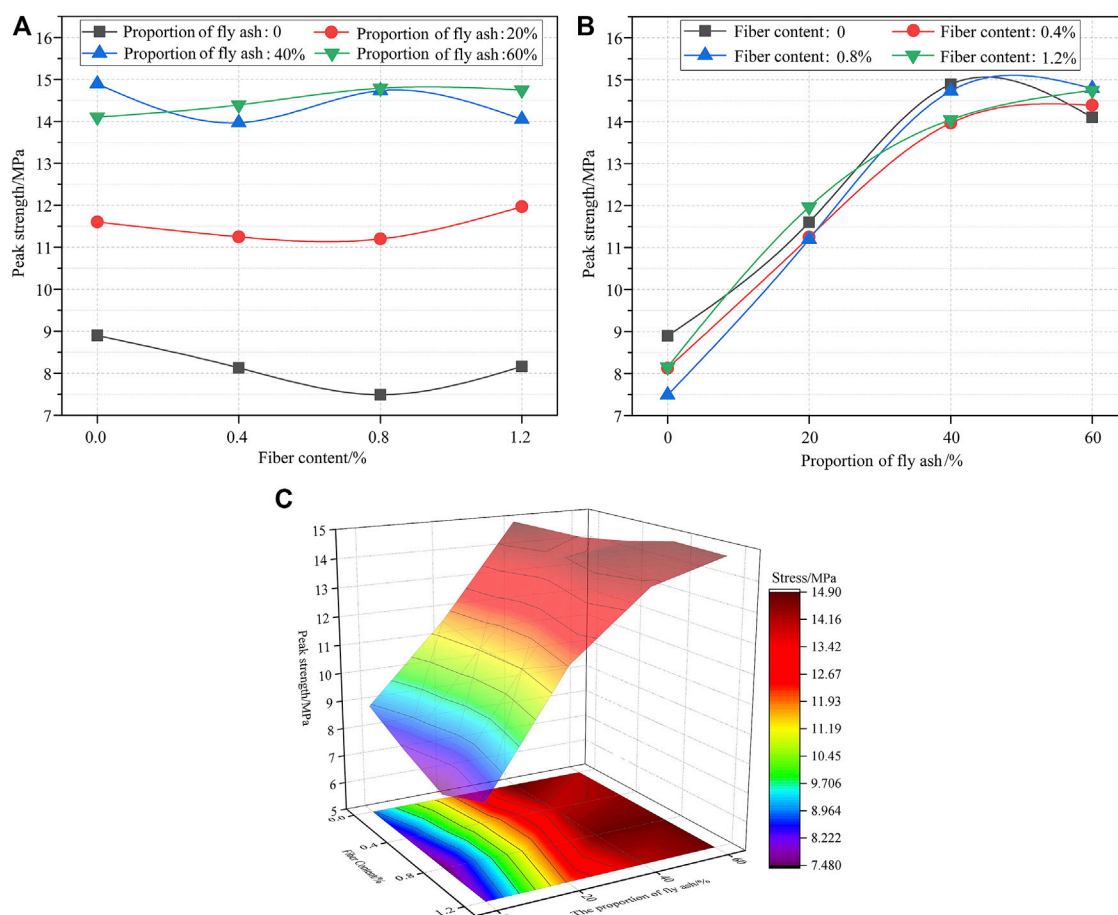 A
Proportion of fly ash: 0
Proportion of fly ash: 20%
Proportion of fly ash: 40%
Proportion of fly ash: 60%
16
15
14
13
12
11
10
9
8
7
Peak strength/MPa
0.0
0.4
0.8
1.2
Fiber content/%
B
Fiber content: 0
Fiber content: 0.4%
Fiber content: 0.8%
Fiber content: 1.2%
16
15
14
13
12
11
10
9
8
7
Peak strength/MPa
0
20
40
60
Proportion of fly ash/%
C
15
14
13
12
11
10
9
8
7
6
5
Peak strength/MPa
0.0
0.4
0.8
1.2
Fiber Content/%
20
40
60
The proportion of fly ash/%
Stress/MPa
14.90
14.16
13.42
11.93
11.19
10.45
9.706
8.964
8.222
7.480